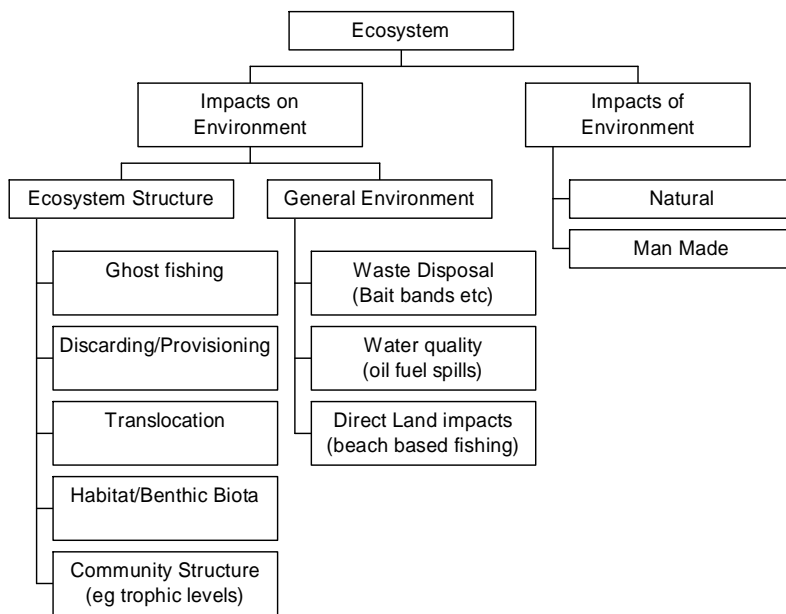 Ecosystem
Impacts on
Environment
Impacts of
Environment
Ecosystem Structure
General Environment
Natural
Man Made
Ghost fishing
Discarding/Provisioning
Translocation
Habitat/Benthic Biota
Community Structure
(eg trophic levels)
Waste Disposal
(Bait bands etc)
Water quality
(oil fuel spills)
Direct Land impacts
(beach based fishing)